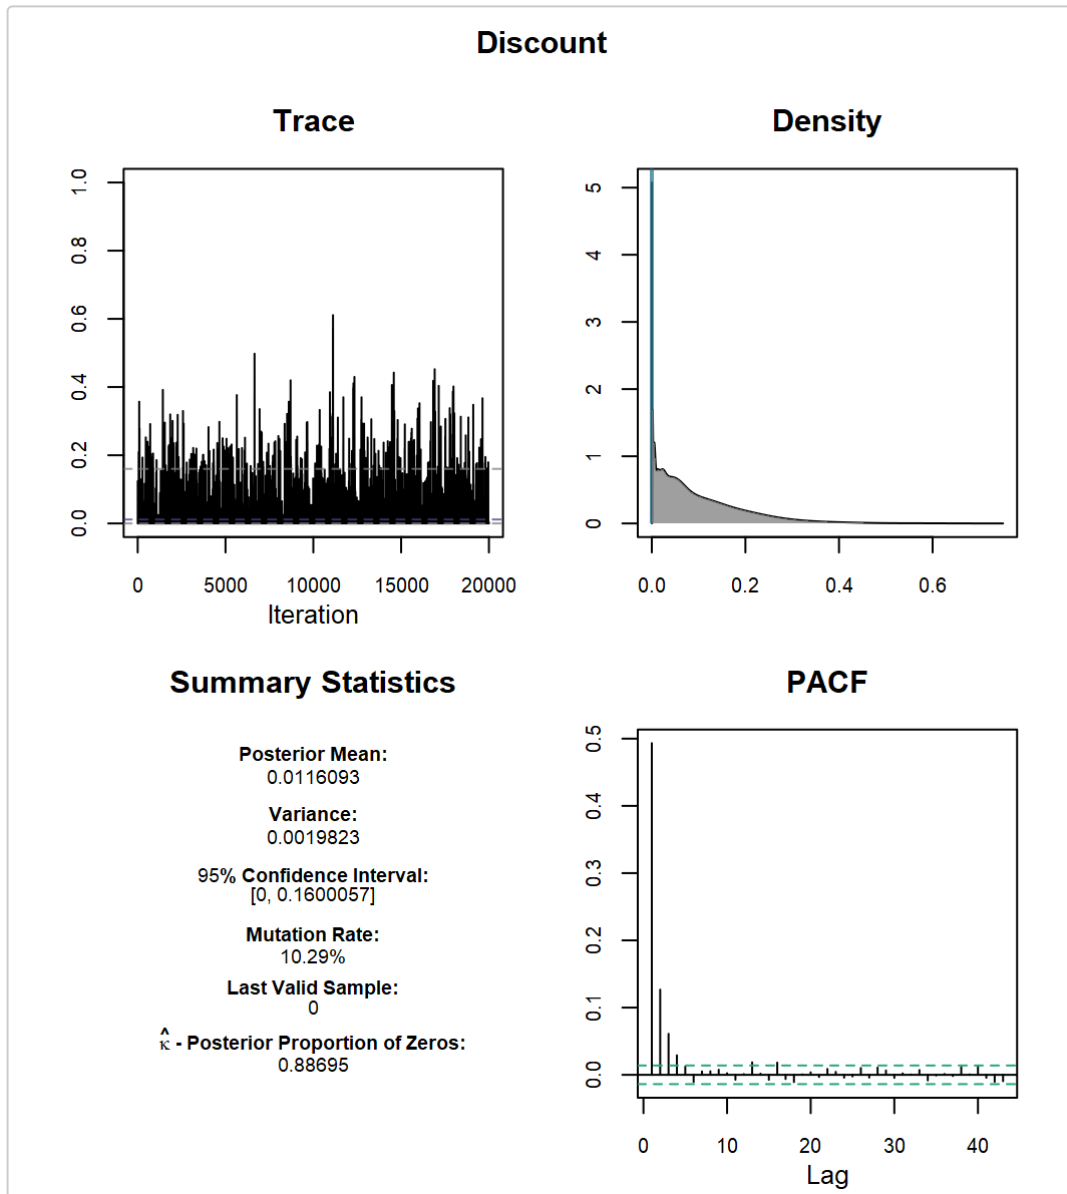 Discount
Trace
1.0
0.8
0.6
0.4
0.2
0.0
0 5000 10000 15000 20000
Iteration
Density
5
4
3
2
1
0
0.0 0.2 0.4 0.6
Summary Statistics
Posterior Mean:
0.0116093
Variance:
0.0019823
95% Confidence Interval:
[0, 0.1600057]
Mutation Rate:
10.29%
Last Valid Sample:
0
κ̂ - Posterior Proportion of Zeros:
0.88695
PACF
0.5
0.4
0.3
0.2
0.1
0.0
0 10 20 30 40
Lag